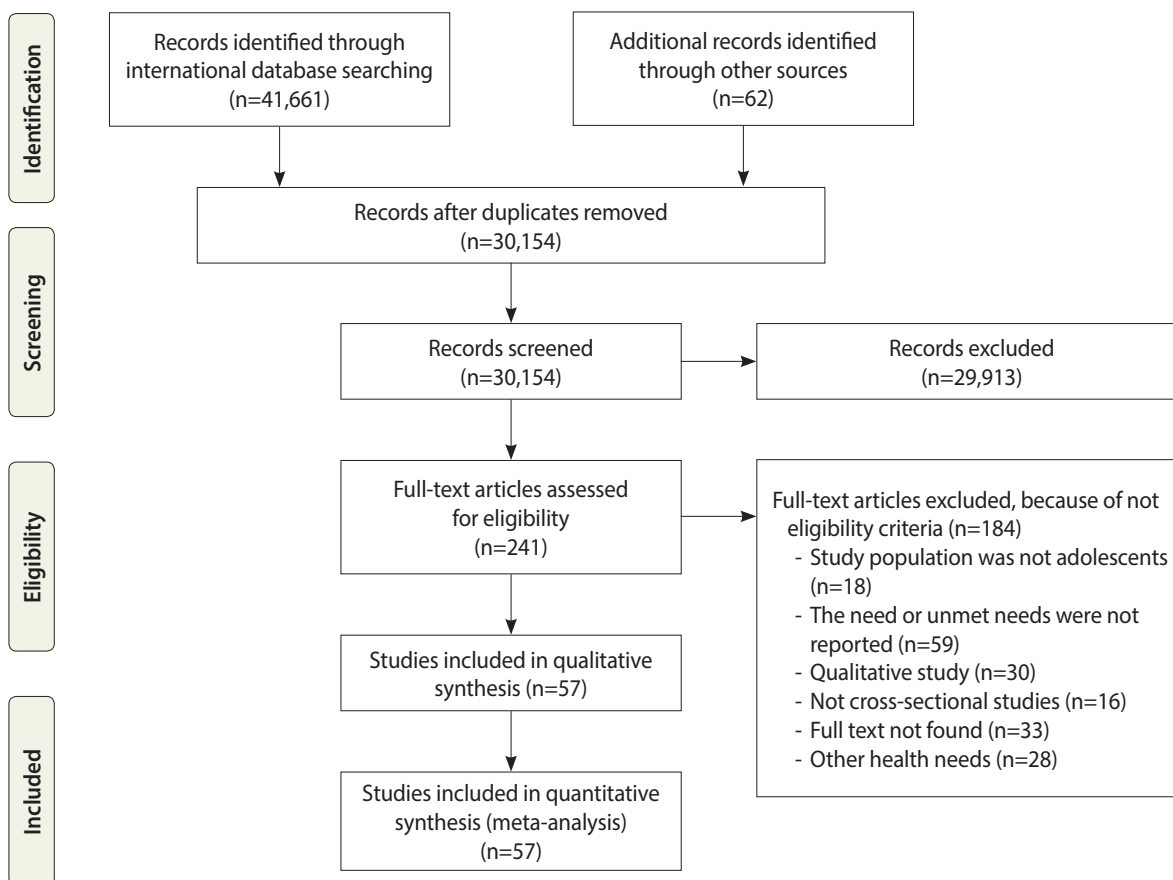 Identification
Records identified through
international database searching
(n=41,661)
Additional records identified
through other sources
(n=62)
Records after duplicates removed
(n=30,154)
Screening
Records screened
(n=30,154)
Records excluded
(n=29,913)
Eligibility
Full-text articles assessed
for eligibility
(n=241)
Full-text articles excluded, because of not
eligibility criteria (n=184)
- Study population was not adolescents
(n=18)
- The need or unmet needs were not
reported (n=59)
- Qualitative study (n=30)
- Not cross-sectional studies (n=16)
- Full text not found (n=33)
- Other health needs (n=28)
Studies included in qualitative
synthesis (n=57)
Included
Studies included in quantitative
synthesis (meta-analysis)
(n=57)